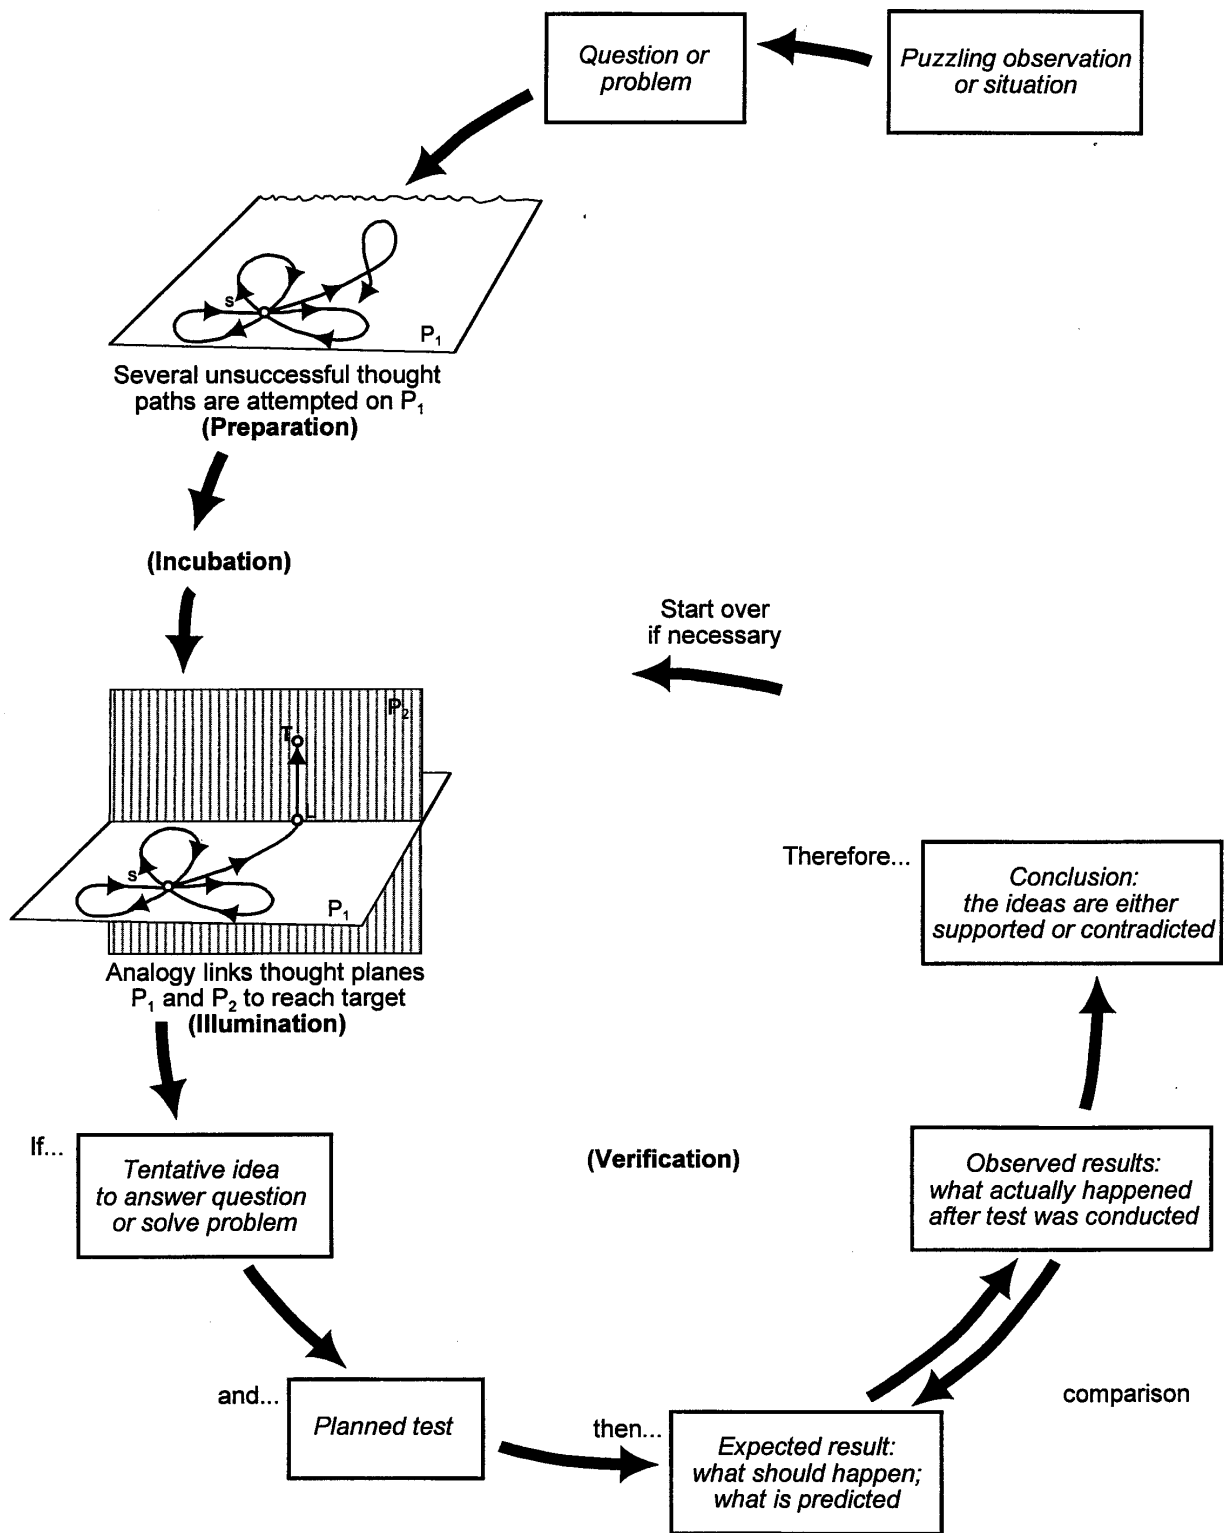 Question or
problem
Puzzling observation
or situation
S
P₁
Several unsuccessful thought
paths are attempted on P₁
(Preparation)
(Incubation)
Start over
if necessary
P₂
T
L
S
P₁
Analogy links thought planes
P₁ and P₂ to reach target
(Illumination)
If...
Tentative idea
to answer question
or solve problem
and...
Planned test
then...
Expected result:
what should happen;
what is predicted
(Verification)
comparison
Observed results:
what actually happened
after test was conducted
Therefore...
Conclusion:
the ideas are either
supported or contradicted